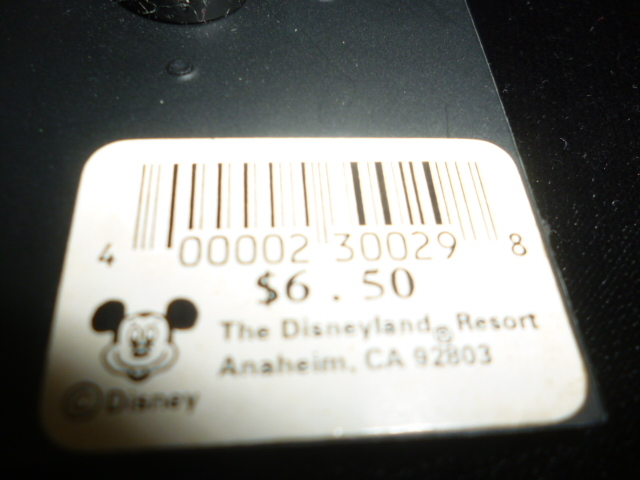 4 00002 30029 8
$6.50
The Disneyland® Resort
Anaheim, CA 92803
©Disney